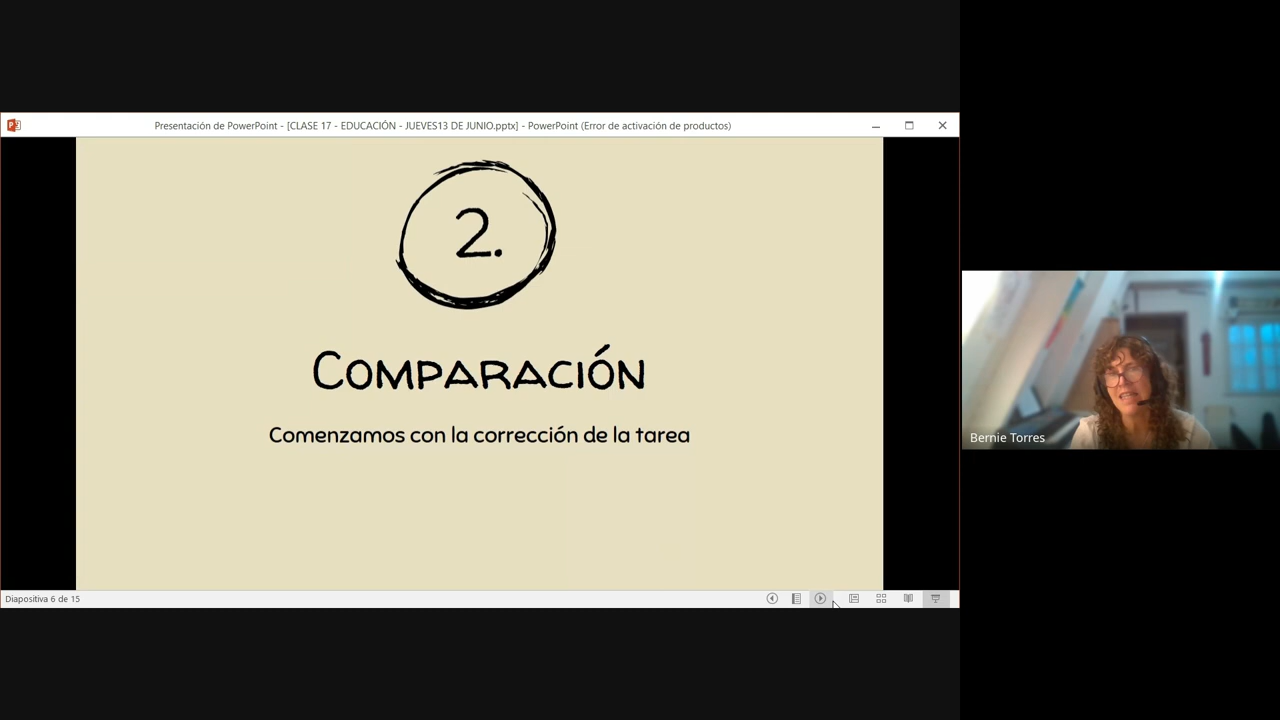 Presentación de PowerPoint - [CLASE 17 - EDUCACIÓN - JUEVES13 DE JUNIO.pptx] - PowerPoint (Error de activación de productos)
2.
COMPARACIÓN
Comenzamos con la corrección de la tarea
Bernie Torres
Diapositiva 6 de 15